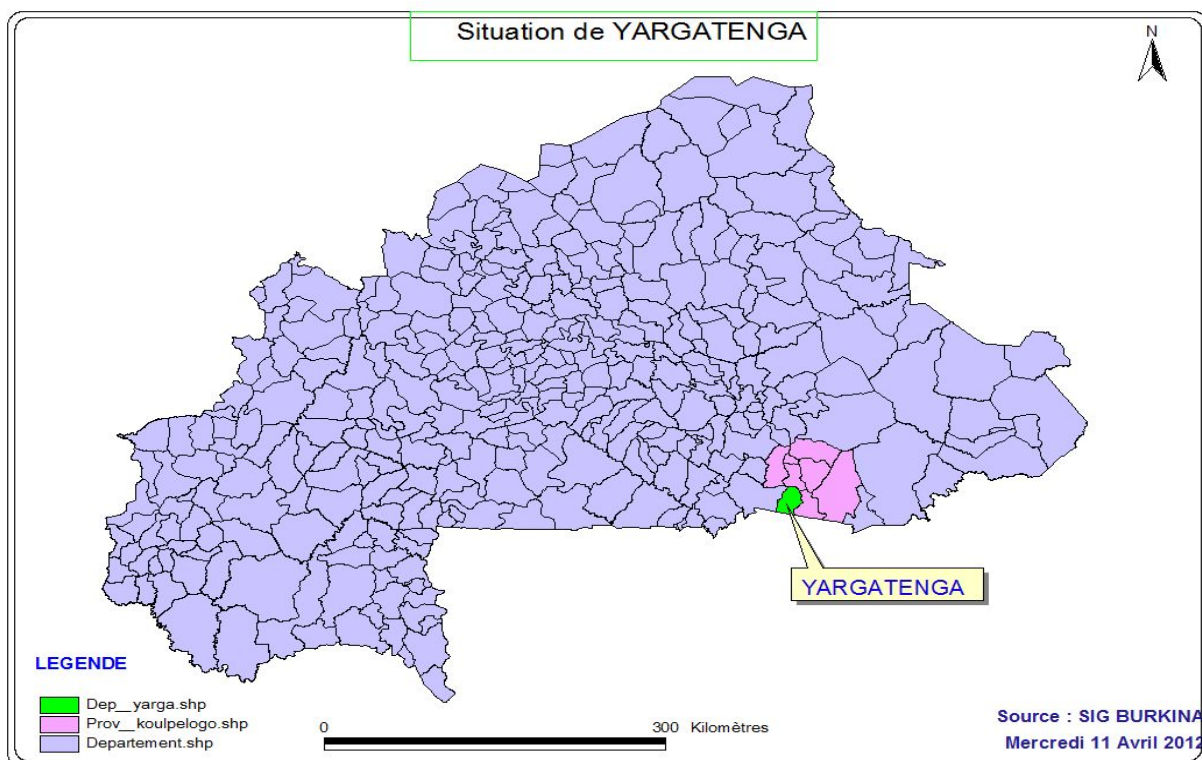 Situation de YARGATENGA
N
YARGATENGA
LEGENDE
Dep__yarga.shp
Prov__koulpelogo.shp
Departement.shp
0 300 Kilomètres
Source : SIG BURKINA
Mercredi 11 Avril 2012